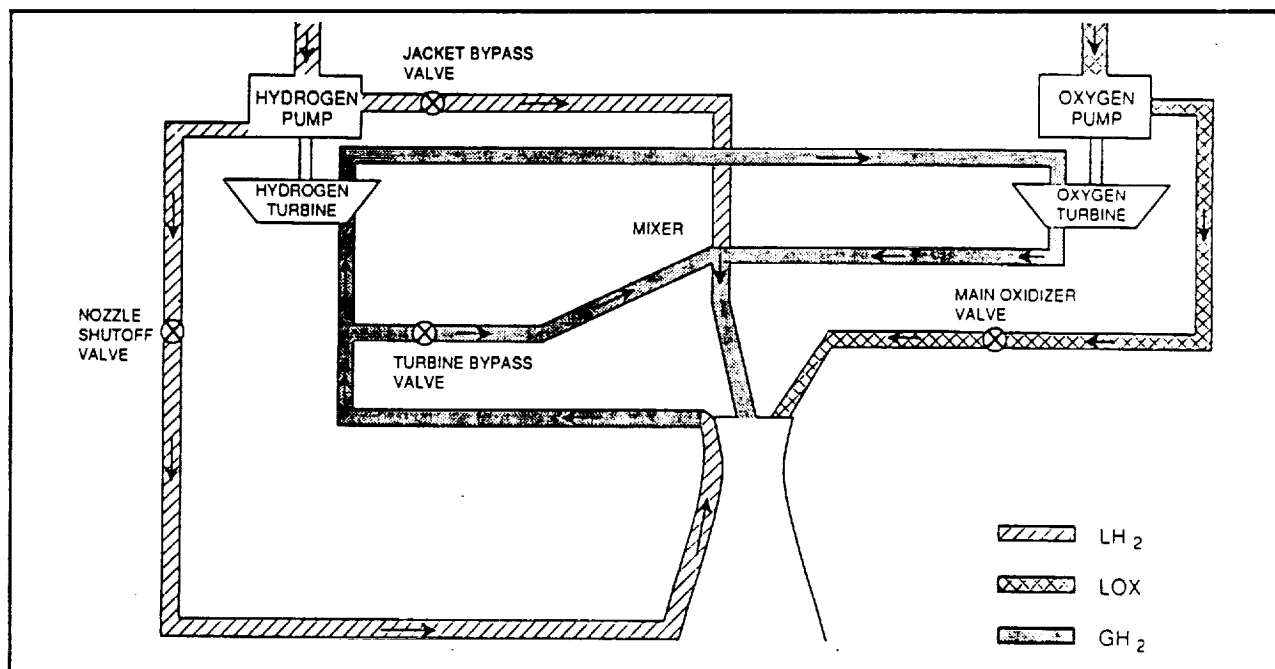 JACKET BYPASS
VALVE
HYDROGEN
PUMP
OXYGEN
PUMP
HYDROGEN
TURBINE
OXYGEN
TURBINE
MIXER
NOZZLE
SHUTOFF
VALVE
MAIN OXIDIZER
VALVE
TURBINE BYPASS
VALVE
LH₂
LOX
GH₂